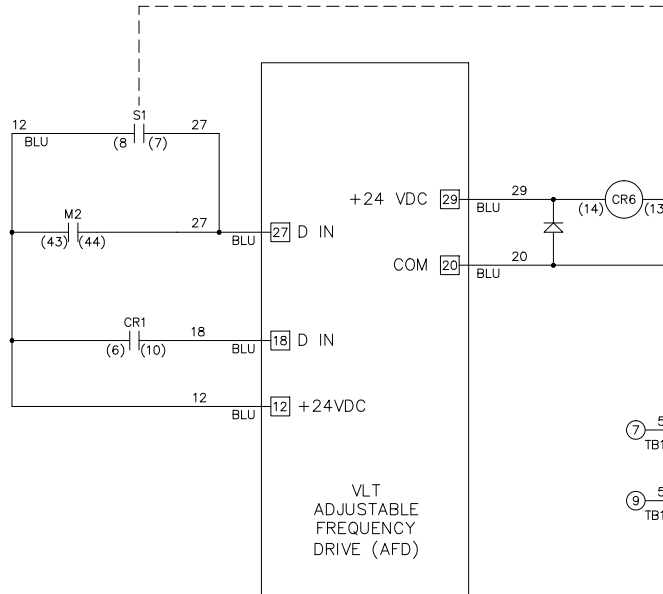 S1
12
27
BLU
(8
(7)
M2
27
(43)
(44)
BLU
27 D IN
+24 VDC 29
29
BLU
(14)
CR6
(13
COM 20
20
BLU
CR1
18
(6)
(10)
BLU
18 D IN
12
BLU
12 +24VDC
7
5
TB1
9
5
TB1
VLT
ADJUSTABLE
FREQUENCY
DRIVE (AFD)